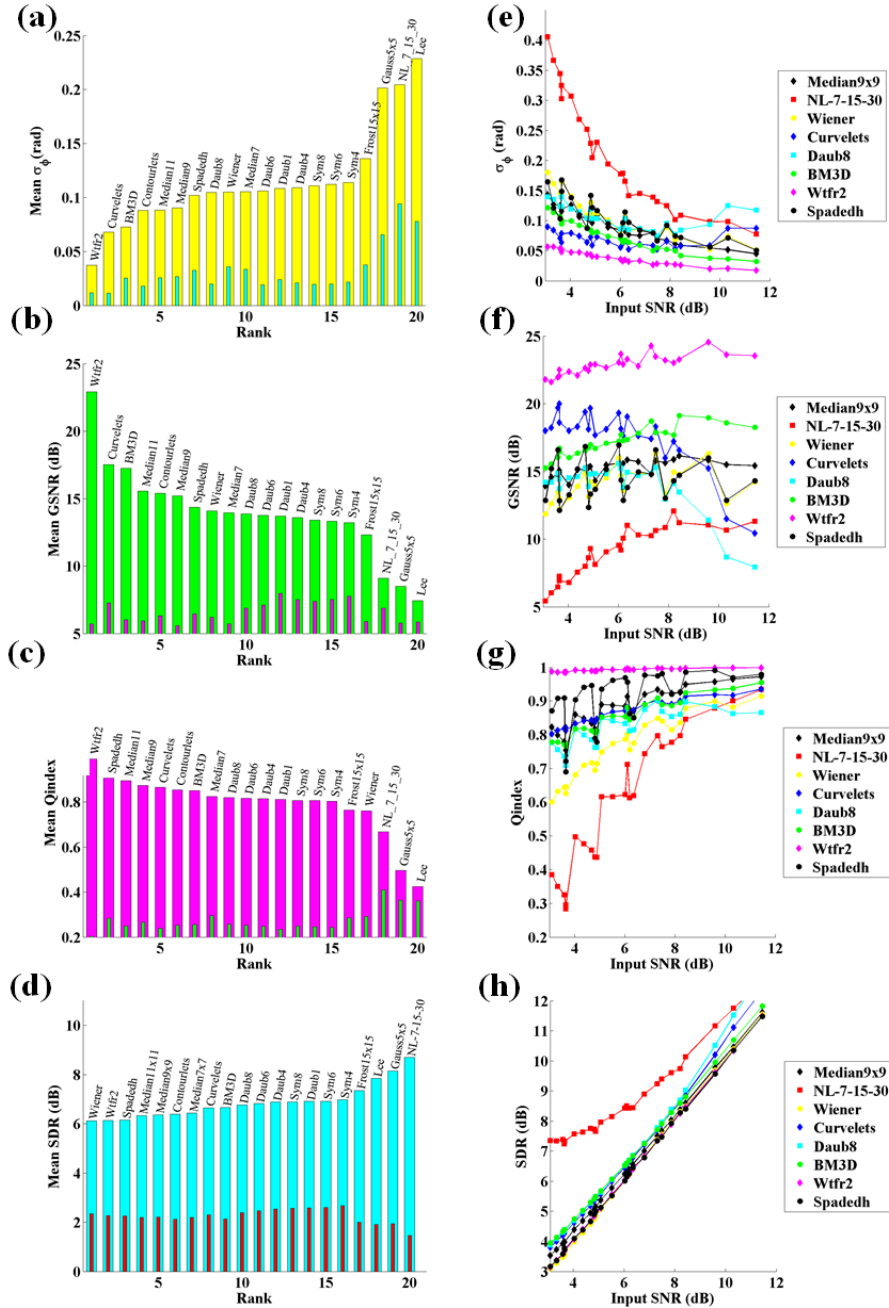 (a)
0.25
0.2
0.15
0.1
0.05
0
Mean σϕ(rad)
Wtfr2
Curvelets
BM3D
Contourlets
Median11
Median9
Spadedh
Daub8
Wiener
Median7
Daub6
Daub1
Daub4
Sym8
Sym6
Sym4
Frost15x15
Gauss5x5
NL_7_15_30
Lee
5 10 15 20
Rank
(e)
0.4
0.35
0.3
0.25
0.2
0.15
0.1
0.05
0
σϕ (rad)
4 6 8 10 12
Input SNR (dB)
Median9x9
NL-7-15-30
Wiener
Curvelets
Daub8
BM3D
Wtfr2
Spadedh
(b)
25
20
15
10
5
Mean GSNR (dB)
Wtfr2
Curvelets
BM3D
Median11
Contourlets
Median9
Spadedh
Wiener
Median7
Daub8
Daub6
Daub1
Daub4
Sym8
Sym6
Sym4
Frost15x15
NL_7_15_30
Gauss5x5
Lee
5 10 15 20
Rank
(f)
25
20
15
10
5
GSNR (dB)
4 6 8 10 12
Input SNR (dB)
Median9x9
NL-7-15-30
Wiener
Curvelets
Daub8
BM3D
Wtfr2
Spadedh
(c)
0.8
0.6
0.4
0.2
Mean Qindex
Wtfr2
Spadedh
Median11
Median9
Curvelets
Contourlets
BM3D
Median7
Daub8
Daub6
Daub4
Daub1
Sym8
Sym6
Sym4
Frost15x15
Wiener
NL_7_15_30
Gauss5x5
Lee
5 10 15 20
Rank
(g)
1
0.9
0.8
0.7
0.6
0.5
0.4
0.3
0.2
Qindex
4 6 8 10 12
Input SNR (dB)
Median9x9
NL-7-15-30
Wiener
Curvelets
Daub8
BM3D
Wtfr2
Spadedh
(d)
10
8
6
4
2
0
Mean SDR (dB)
Wiener
Wtfr2
Spadedh
Median11x11
Median9x9
Contourlets
Median7x7
Curvelets
BM3D
Daub8
Daub6
Daub4
Sym8
Daub1
Sym6
Sym4
Frost15x15
Lee
Gauss5x5
NL-7-15-30
5 10 15 20
Rank
(h)
12
11
10
9
8
7
6
5
4
3
SDR (dB)
4 6 8 10 12
Input SNR (dB)
Median9x9
NL-7-15-30
Wiener
Curvelets
Daub8
BM3D
Wtfr2
Spadedh